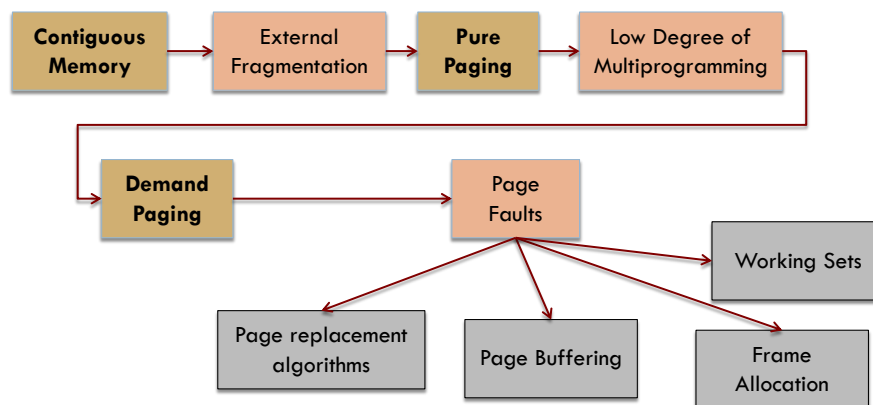 Contiguous
Memory
External
Fragmentation
Pure
Paging
Low Degree of
Multiprogramming
Demand
Paging
Page
Faults
Working Sets
Page replacement
algorithms
Page Buffering
Frame
Allocation